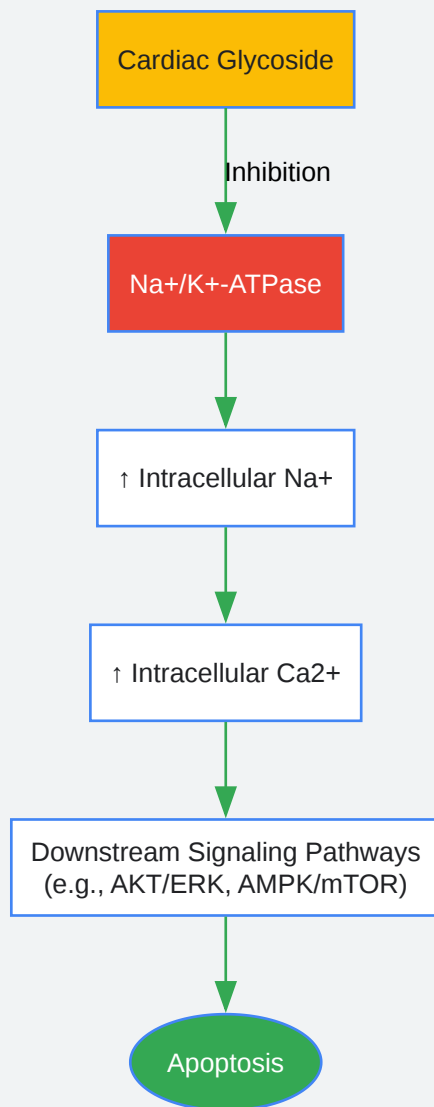 Cardiac Glycoside
Inhibition
Na+/K+-ATPase
↑ Intracellular Na+
↑ Intracellular Ca2+
Downstream Signaling Pathways
(e.g., AKT/ERK, AMPK/mTOR)
Apoptosis